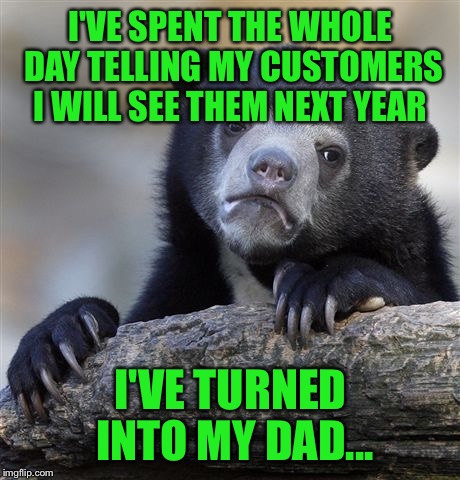 I'VE SPENT THE WHOLE
DAY TELLING MY CUSTOMERS
I WILL SEE THEM NEXT YEAR
I'VE TURNED
INTO MY DAD...
imgflip.com